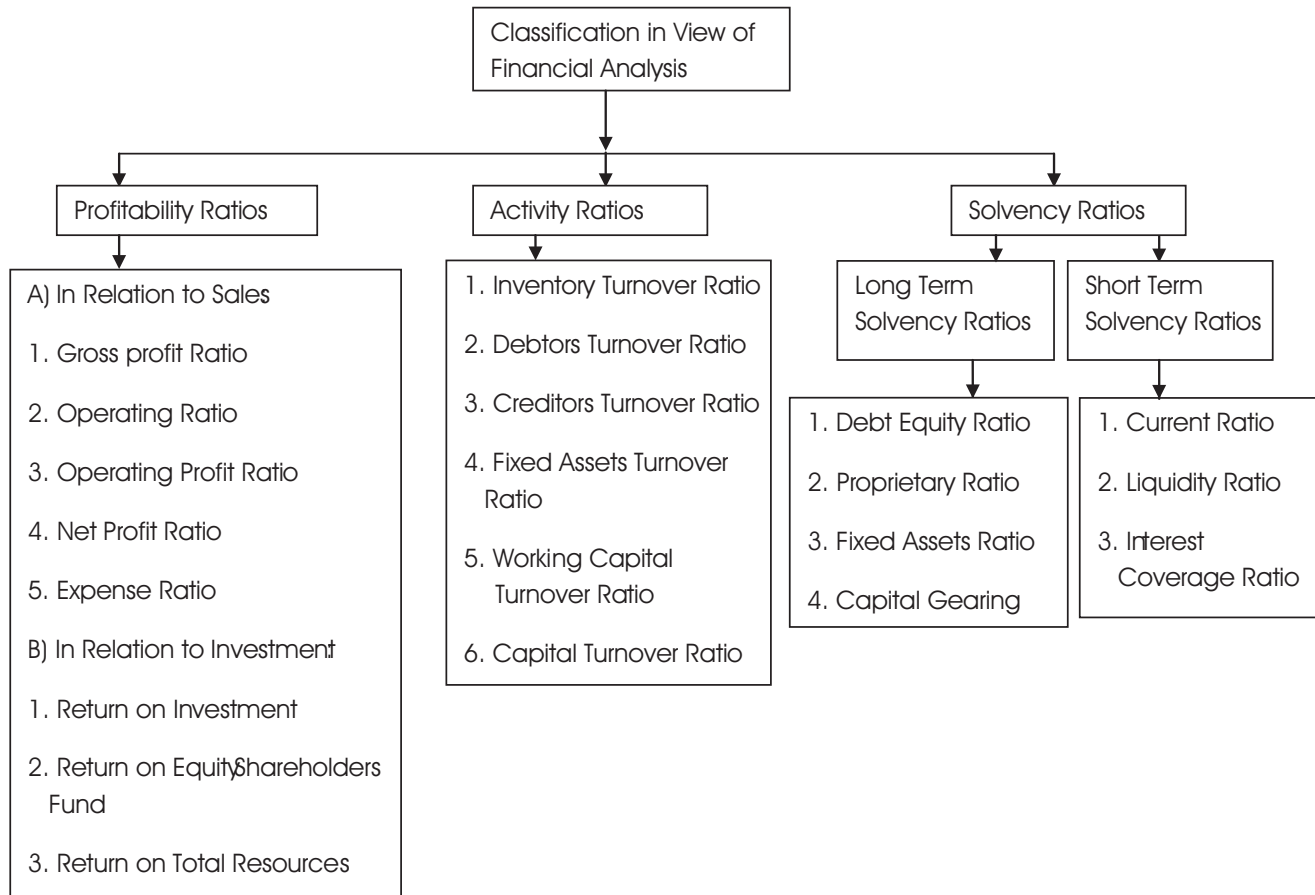 Classification in View of
Financial Analysis
Profitability Ratios
Activity Ratios
Solvency Ratios
A) In Relation to Sales
1. Gross profit Ratio
2. Operating Ratio
3. Operating Profit Ratio
4. Net Profit Ratio
5. Expense Ratio
B) In Relation to Investment:
1. Return on Investment
2. Return on EquityShareholders
Fund
3. Return on Total Resources
1. Inventory Turnover Ratio
2. Debtors Turnover Ratio
3. Creditors Turnover Ratio
4. Fixed Assets Turnover
Ratio
5. Working Capital
Turnover Ratio
6. Capital Turnover Ratio
Long Term
Solvency Ratios
1. Debt Equity Ratio
2. Proprietary Ratio
3. Fixed Assets Ratio
4. Capital Gearing
Short Term
Solvency Ratios
1. Current Ratio
2. Liquidity Ratio
3. Interest
Coverage Ratio